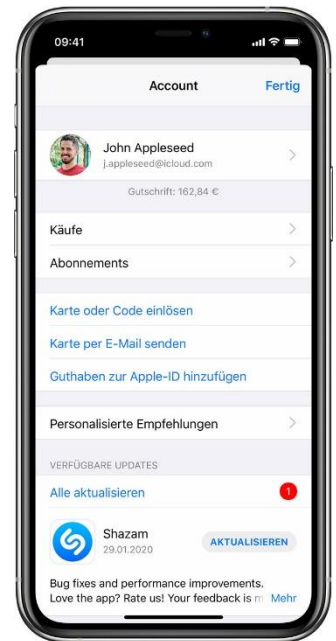 09:41
Account
Fertig
John Appleseed
j.appleseed@icloud.com
Gutschrift: 162,84 €
Käufe
Abonnements
Karte oder Code einlösen
Karte per E-Mail senden
Guthaben zur Apple-ID hinzufügen
Personalisierte Empfehlungen
VERFÜGBARE UPDATES
Alle aktualisieren
1
Shazam
29.01.2020
AKTUALISIEREN
Bug fixes and performance improvements.
Love the app? Rate us! Your feedback is m Mehr